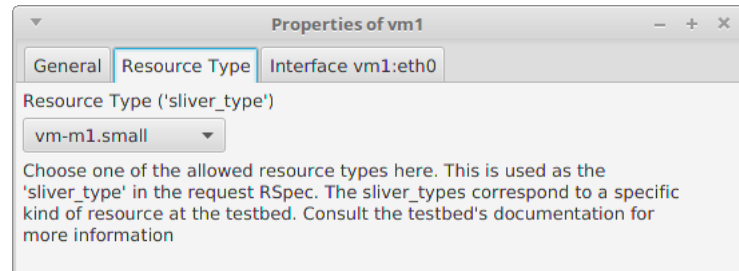 Properties of vm1
General Resource Type Interface vm1:eth0
Resource Type ('sliver_type')
vm-m1.small
Choose one of the allowed resource types here. This is used as the
'sliver_type' in the request RSpec. The sliver_types correspond to a specific
kind of resource at the testbed. Consult the testbed's documentation for
more information